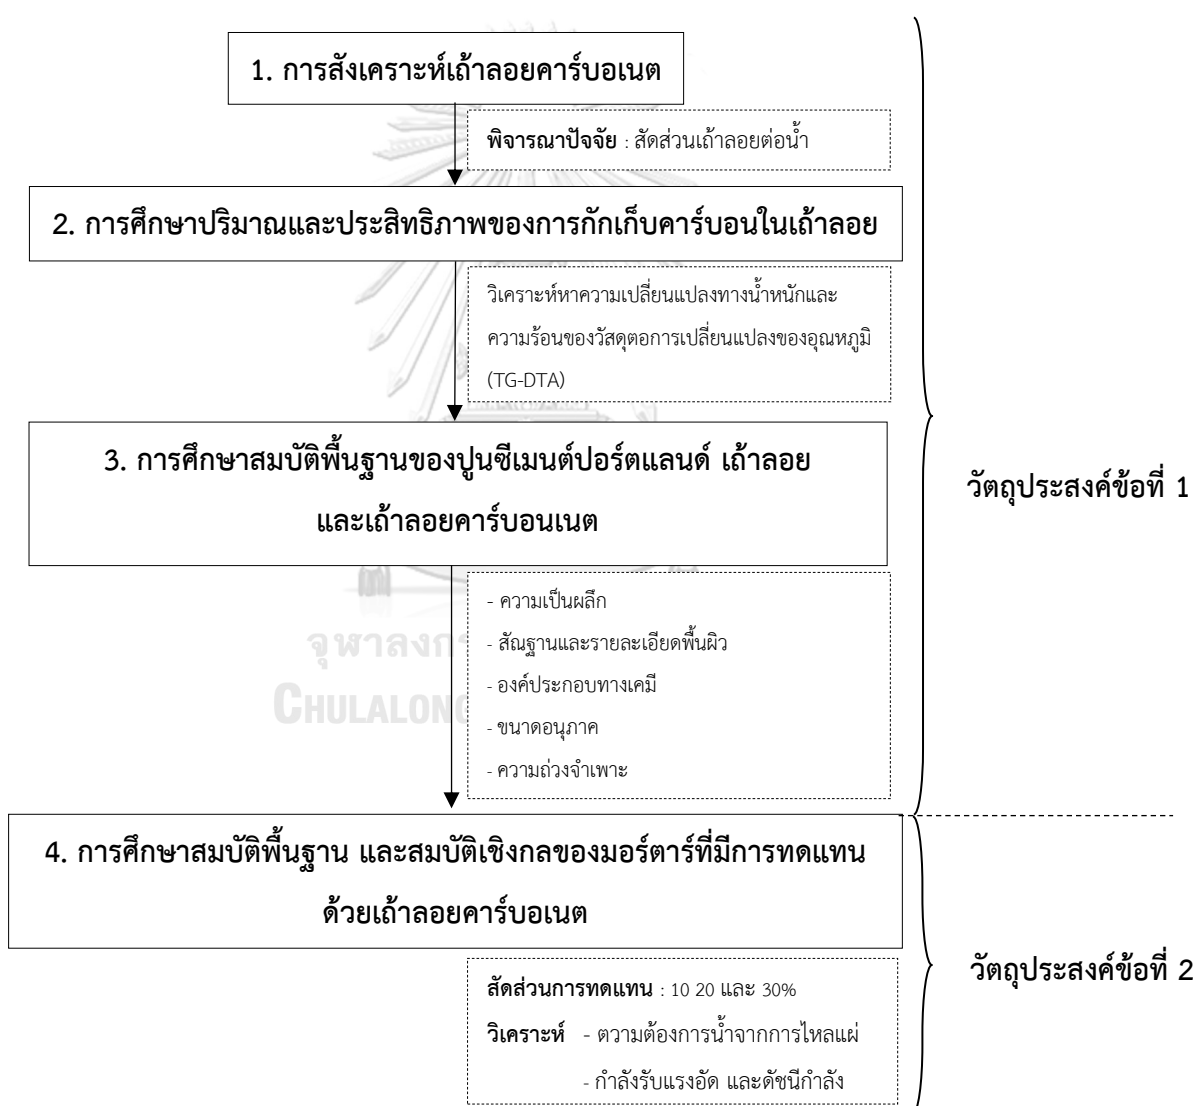 1. การสังเคราะห์เถ้าลอยคาร์บอเนต
พิจารณาปัจจัย : สัดส่วนเถ้าลอยต่อน้ำ
2. การศึกษาปริมาณและประสิทธิภาพของการกักเก็บคาร์บอนในเถ้าลอย
วิเคราะห์หาความเปลี่ยนแปลงทางน้ำหนักและ
ความร้อนของวัสดุตอการเปลี่ยนแปลงของอุณหภูมิ
(TG-DTA)
3. การศึกษาสมบัติพื้นฐานของปูนซีเมนต์ปอร์ตแลนด์ เถ้าลอย
และเถ้าลอยคาร์บอนเนต
วัตถุประสงค์ข้อที่ 1
- ความเป็นผลึก
- สัณฐานและรายละเอียดพื้นผิว
- องค์ประกอบทางเคมี
- ขนาดอนุภาค
- ความถ่วงจำเพาะ
จุฬาลงก
CHULALONG
4. การศึกษาสมบัติพื้นฐาน และสมบัติเชิงกลของมอร์ตาร์ที่มีการทดแทน
ด้วยเถ้าลอยคาร์บอเนต
วัตถุประสงค์ข้อที่ 2
สัดส่วนการทดแทน : 10 20 และ 30%
วิเคราะห์ - ตวามต้องการน้ำจากการไหลแผ่
- กำลังรับแรงอัด และดัชนีกำลัง